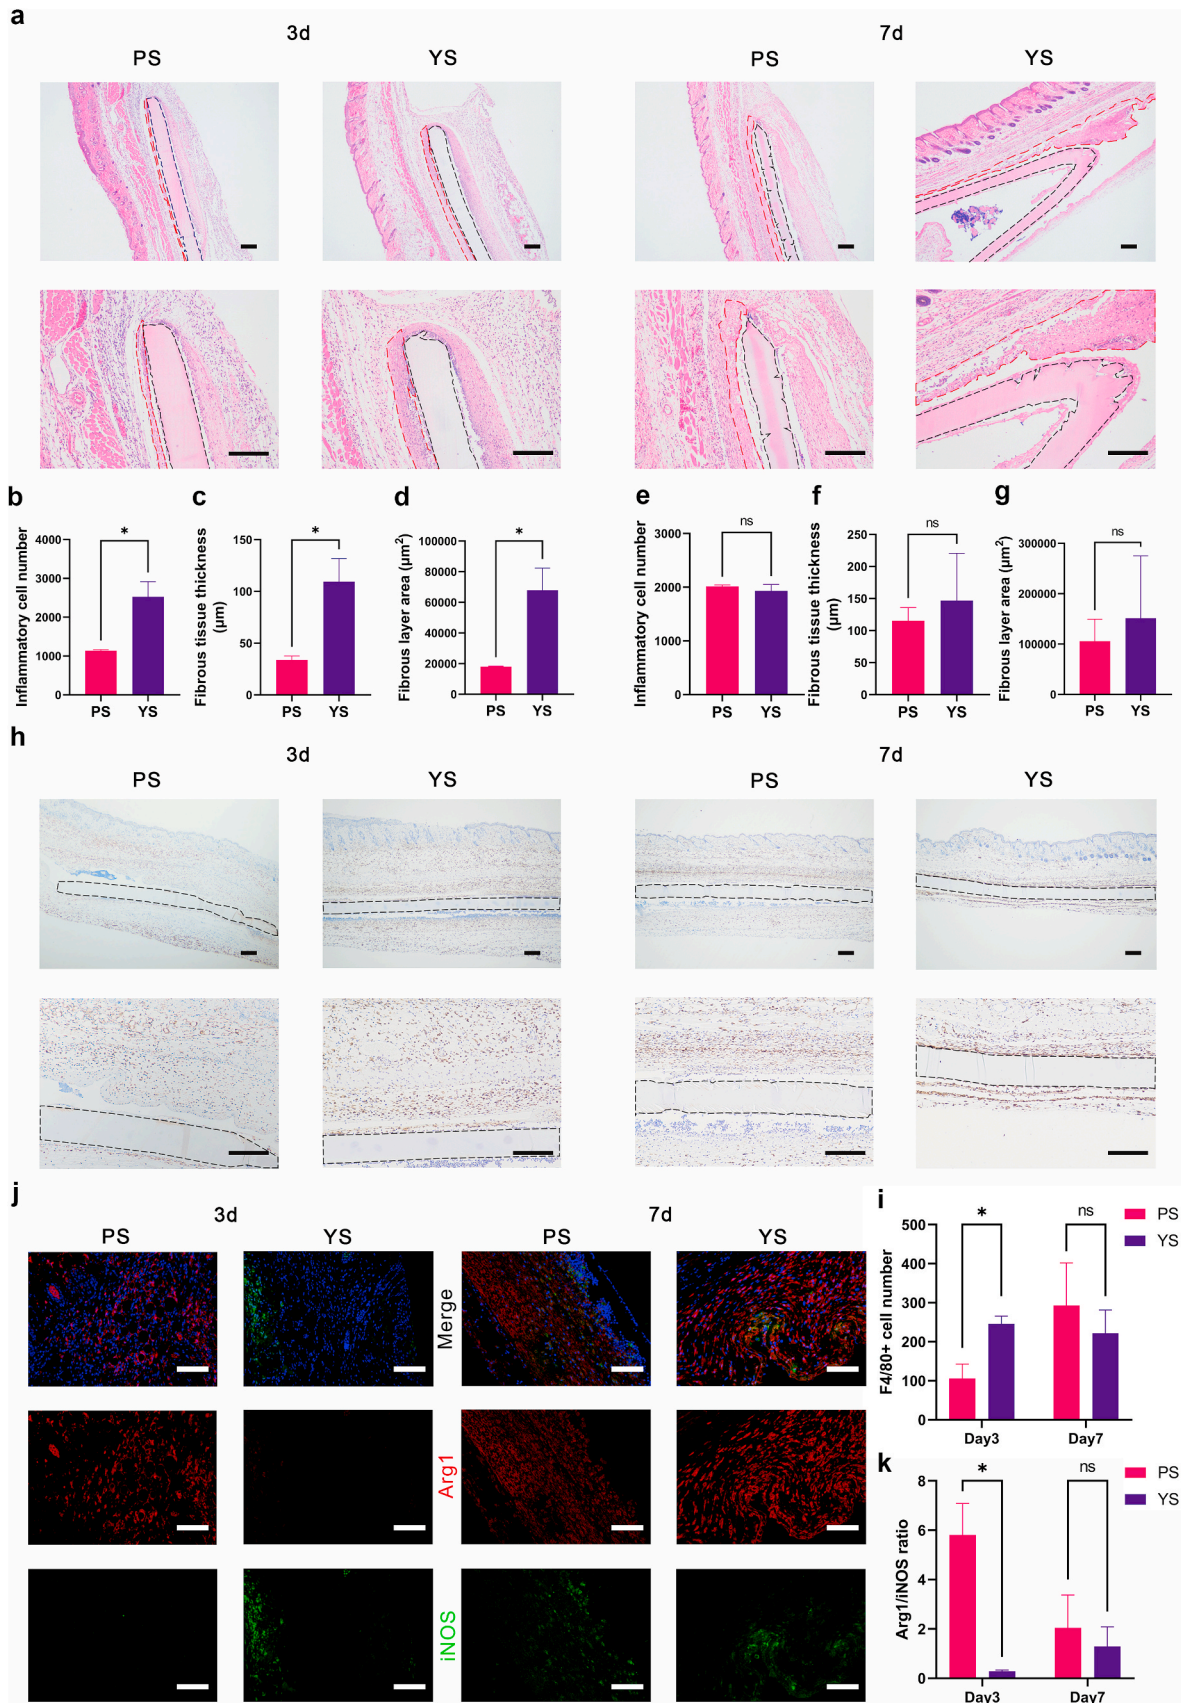 a
3d
7d
PS
YS
PS
YS
b
c
d
e
f
g
Inflammatory cell number
4000
3000
2000
1000
0
*
PS
YS
Fibrous tissue thickness
(μm)
150
100
50
0
*
PS
YS
Fibrous layer area (μm²)
100000
80000
60000
40000
20000
0
*
PS
YS
Inflammatory cell number
3000
2000
1000
0
ns
PS
YS
Fibrous tissue thickness
(μm)
250
200
150
100
50
0
ns
PS
YS
Fibrous layer area (μm²)
300000
200000
100000
0
ns
PS
YS
h
3d
7d
PS
YS
PS
YS
j
3d
7d
PS
YS
PS
YS
Merge
Arg1
iNOS
i
F4/80+ cell number
500
400
300
200
100
0
*
ns
PS
YS
Day3
Day7
k
Arg1/iNOS ratio
8
6
4
2
0
*
ns
PS
YS
Day3
Day7